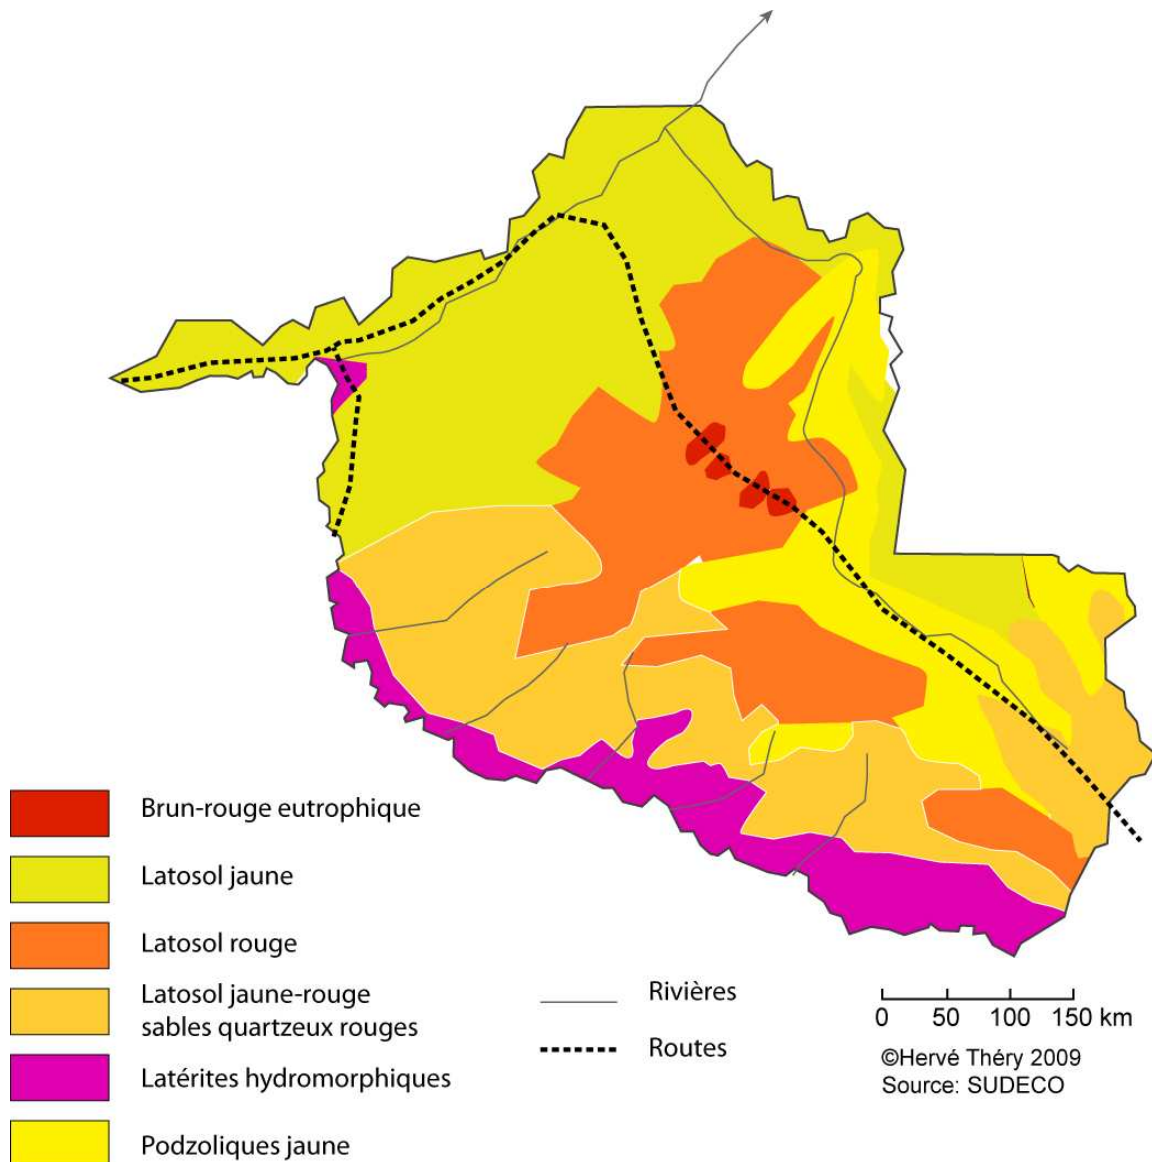 Brun-rouge eutrophique
Latosol jaune
Latosol rouge
Latosol jaune-rouge
sables quartzeux rouges
Latérites hydromorphiques
Podzoliques jaune
Rivières
Routes
0 50 100 150 km
©Hervé Théry 2009
Source: SUDECO